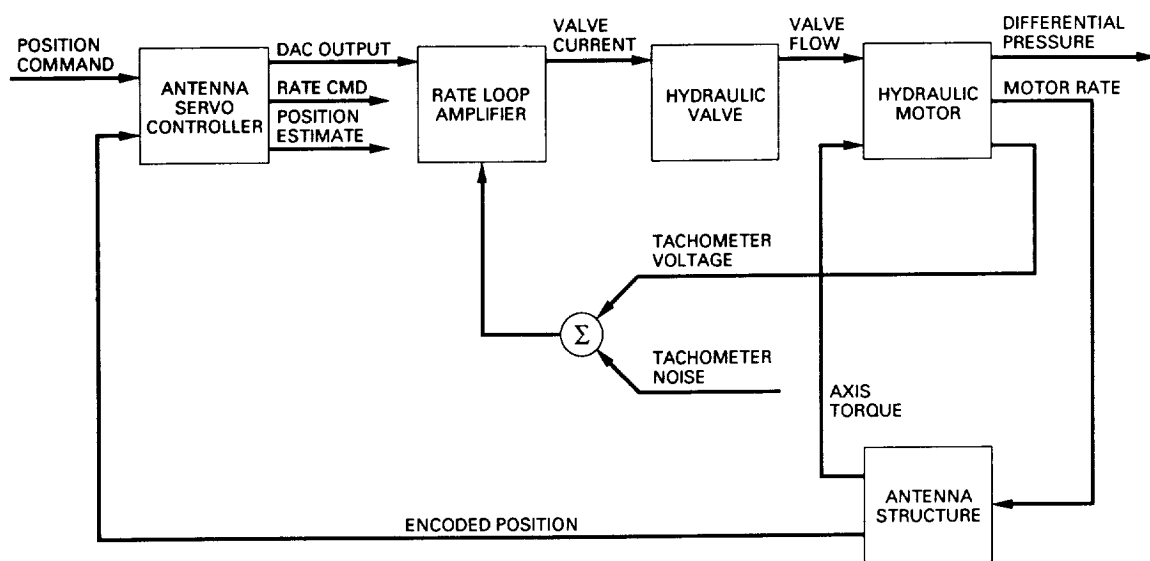 POSITION
COMMAND
ANTENNA
SERVO
CONTROLLER
DAC OUTPUT
RATE CMD
POSITION
ESTIMATE
RATE LOOP
AMPLIFIER
VALVE
CURRENT
HYDRAULIC
VALVE
VALVE
FLOW
HYDRAULIC
MOTOR
DIFFERENTIAL
PRESSURE
MOTOR RATE
TACHOMETER
VOLTAGE
Σ
TACHOMETER
NOISE
AXIS
TORQUE
ANTENNA
STRUCTURE
ENCODED POSITION